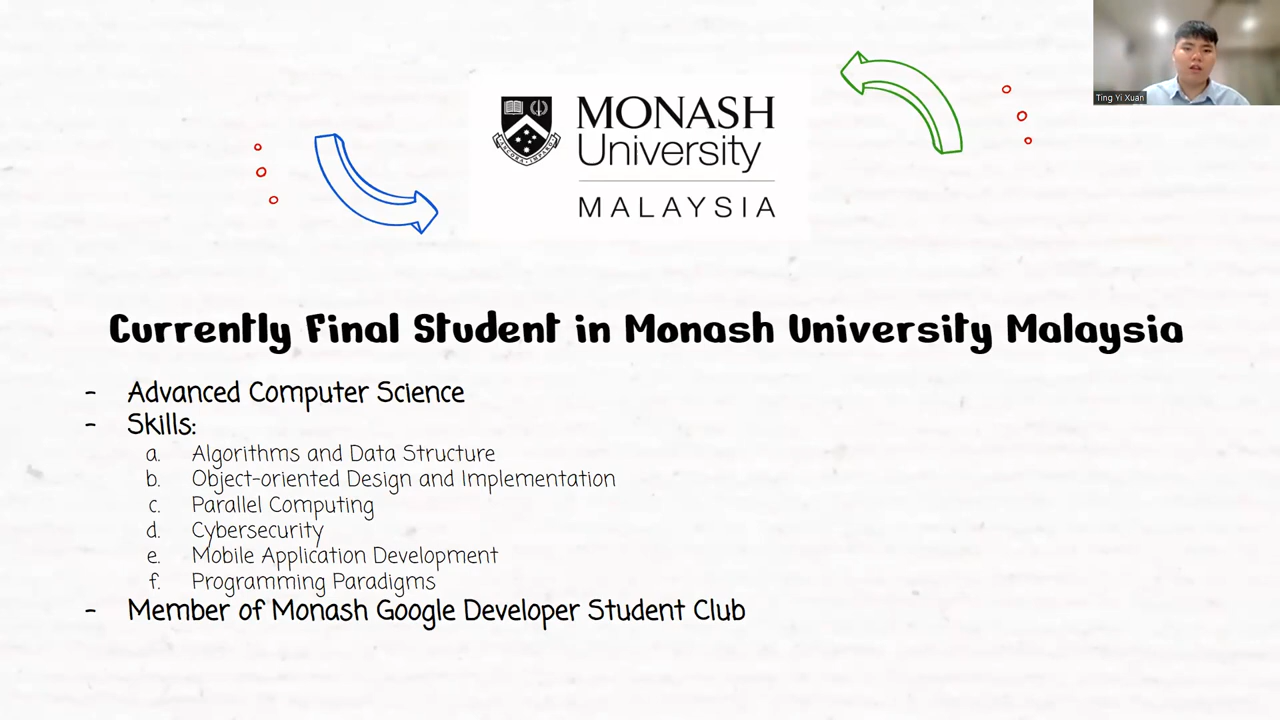 Ting Yi Xuan
MONASH
University
MALAYSIA
Currently Final Student in Monash University Malaysia
- Advanced Computer Science
- Skills:
a. Algorithms and Data Structure
b. Object-oriented Design and Implementation
c. Parallel Computing
d. Cybersecurity
e. Mobile Application Development
f. Programming Paradigms
- Member of Monash Google Developer Student Club